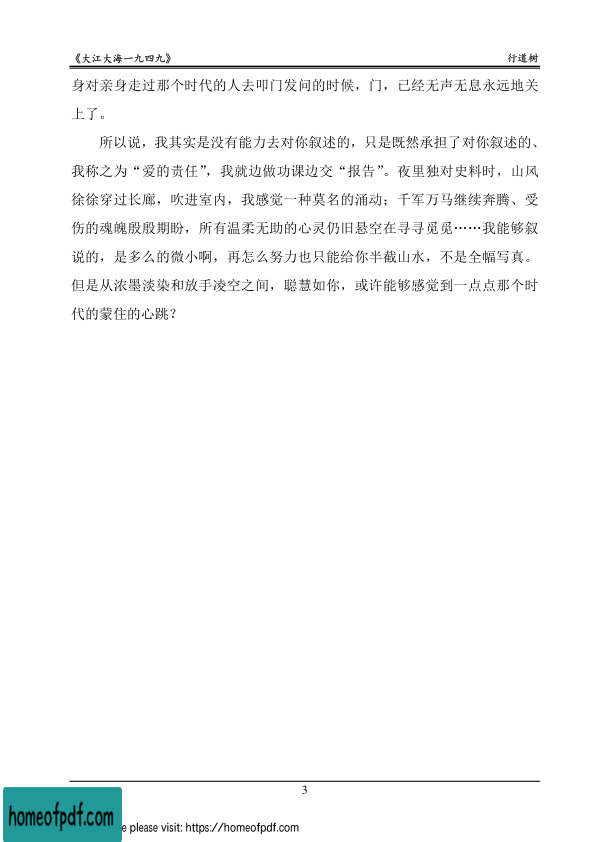 《大江大海一九四九》 行道树
身对亲身走过那个时代的人去叩门发问的时候，门，已经无声无息永远地关
上了。
所以说，我其实是没有能力去对你叙述的，只是既然承担了对你叙述的、
我称之为“爱的责任”，我就边做功课边交“报告”。夜里独对史料时，山风
徐徐穿过长廊，吹进室内，我感觉一种莫名的涌动；千军万马继续奔腾、受
伤的魂魄殷殷期盼，所有温柔无助的心灵仍旧悬空在寻寻觅觅……我能够叙
说的，是多么的微小啊，再怎么努力也只能给你半截山水，不是全幅写真。
但是从浓墨淡染和放手凌空之间，聪慧如你，或许能够感觉到一点点那个时
代的蒙住的心跳？
3
homeofpdf.com
e please visit: https://homeofpdf.com